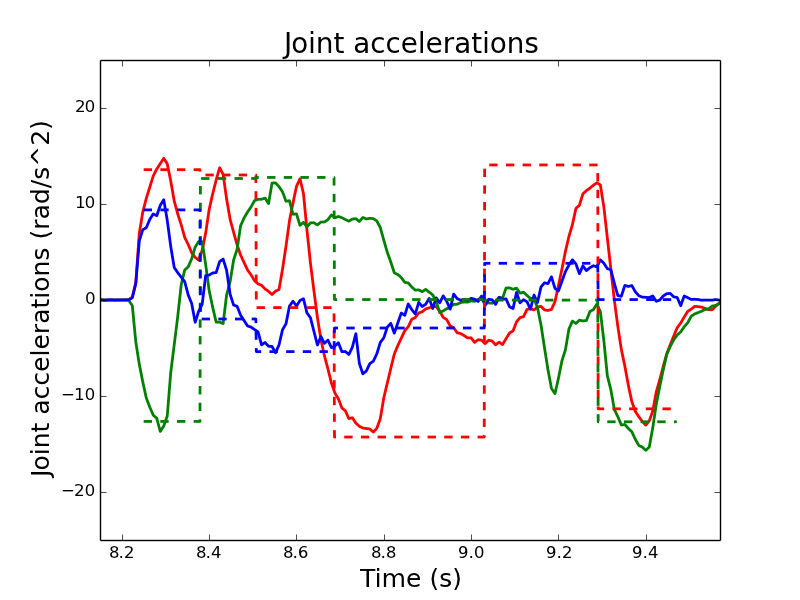 Joint accelerations
Joint accelerations (rad/s^2)
20
10
0
−10
−20
8.2 8.4 8.6 8.8 9.0 9.2 9.4
Time (s)